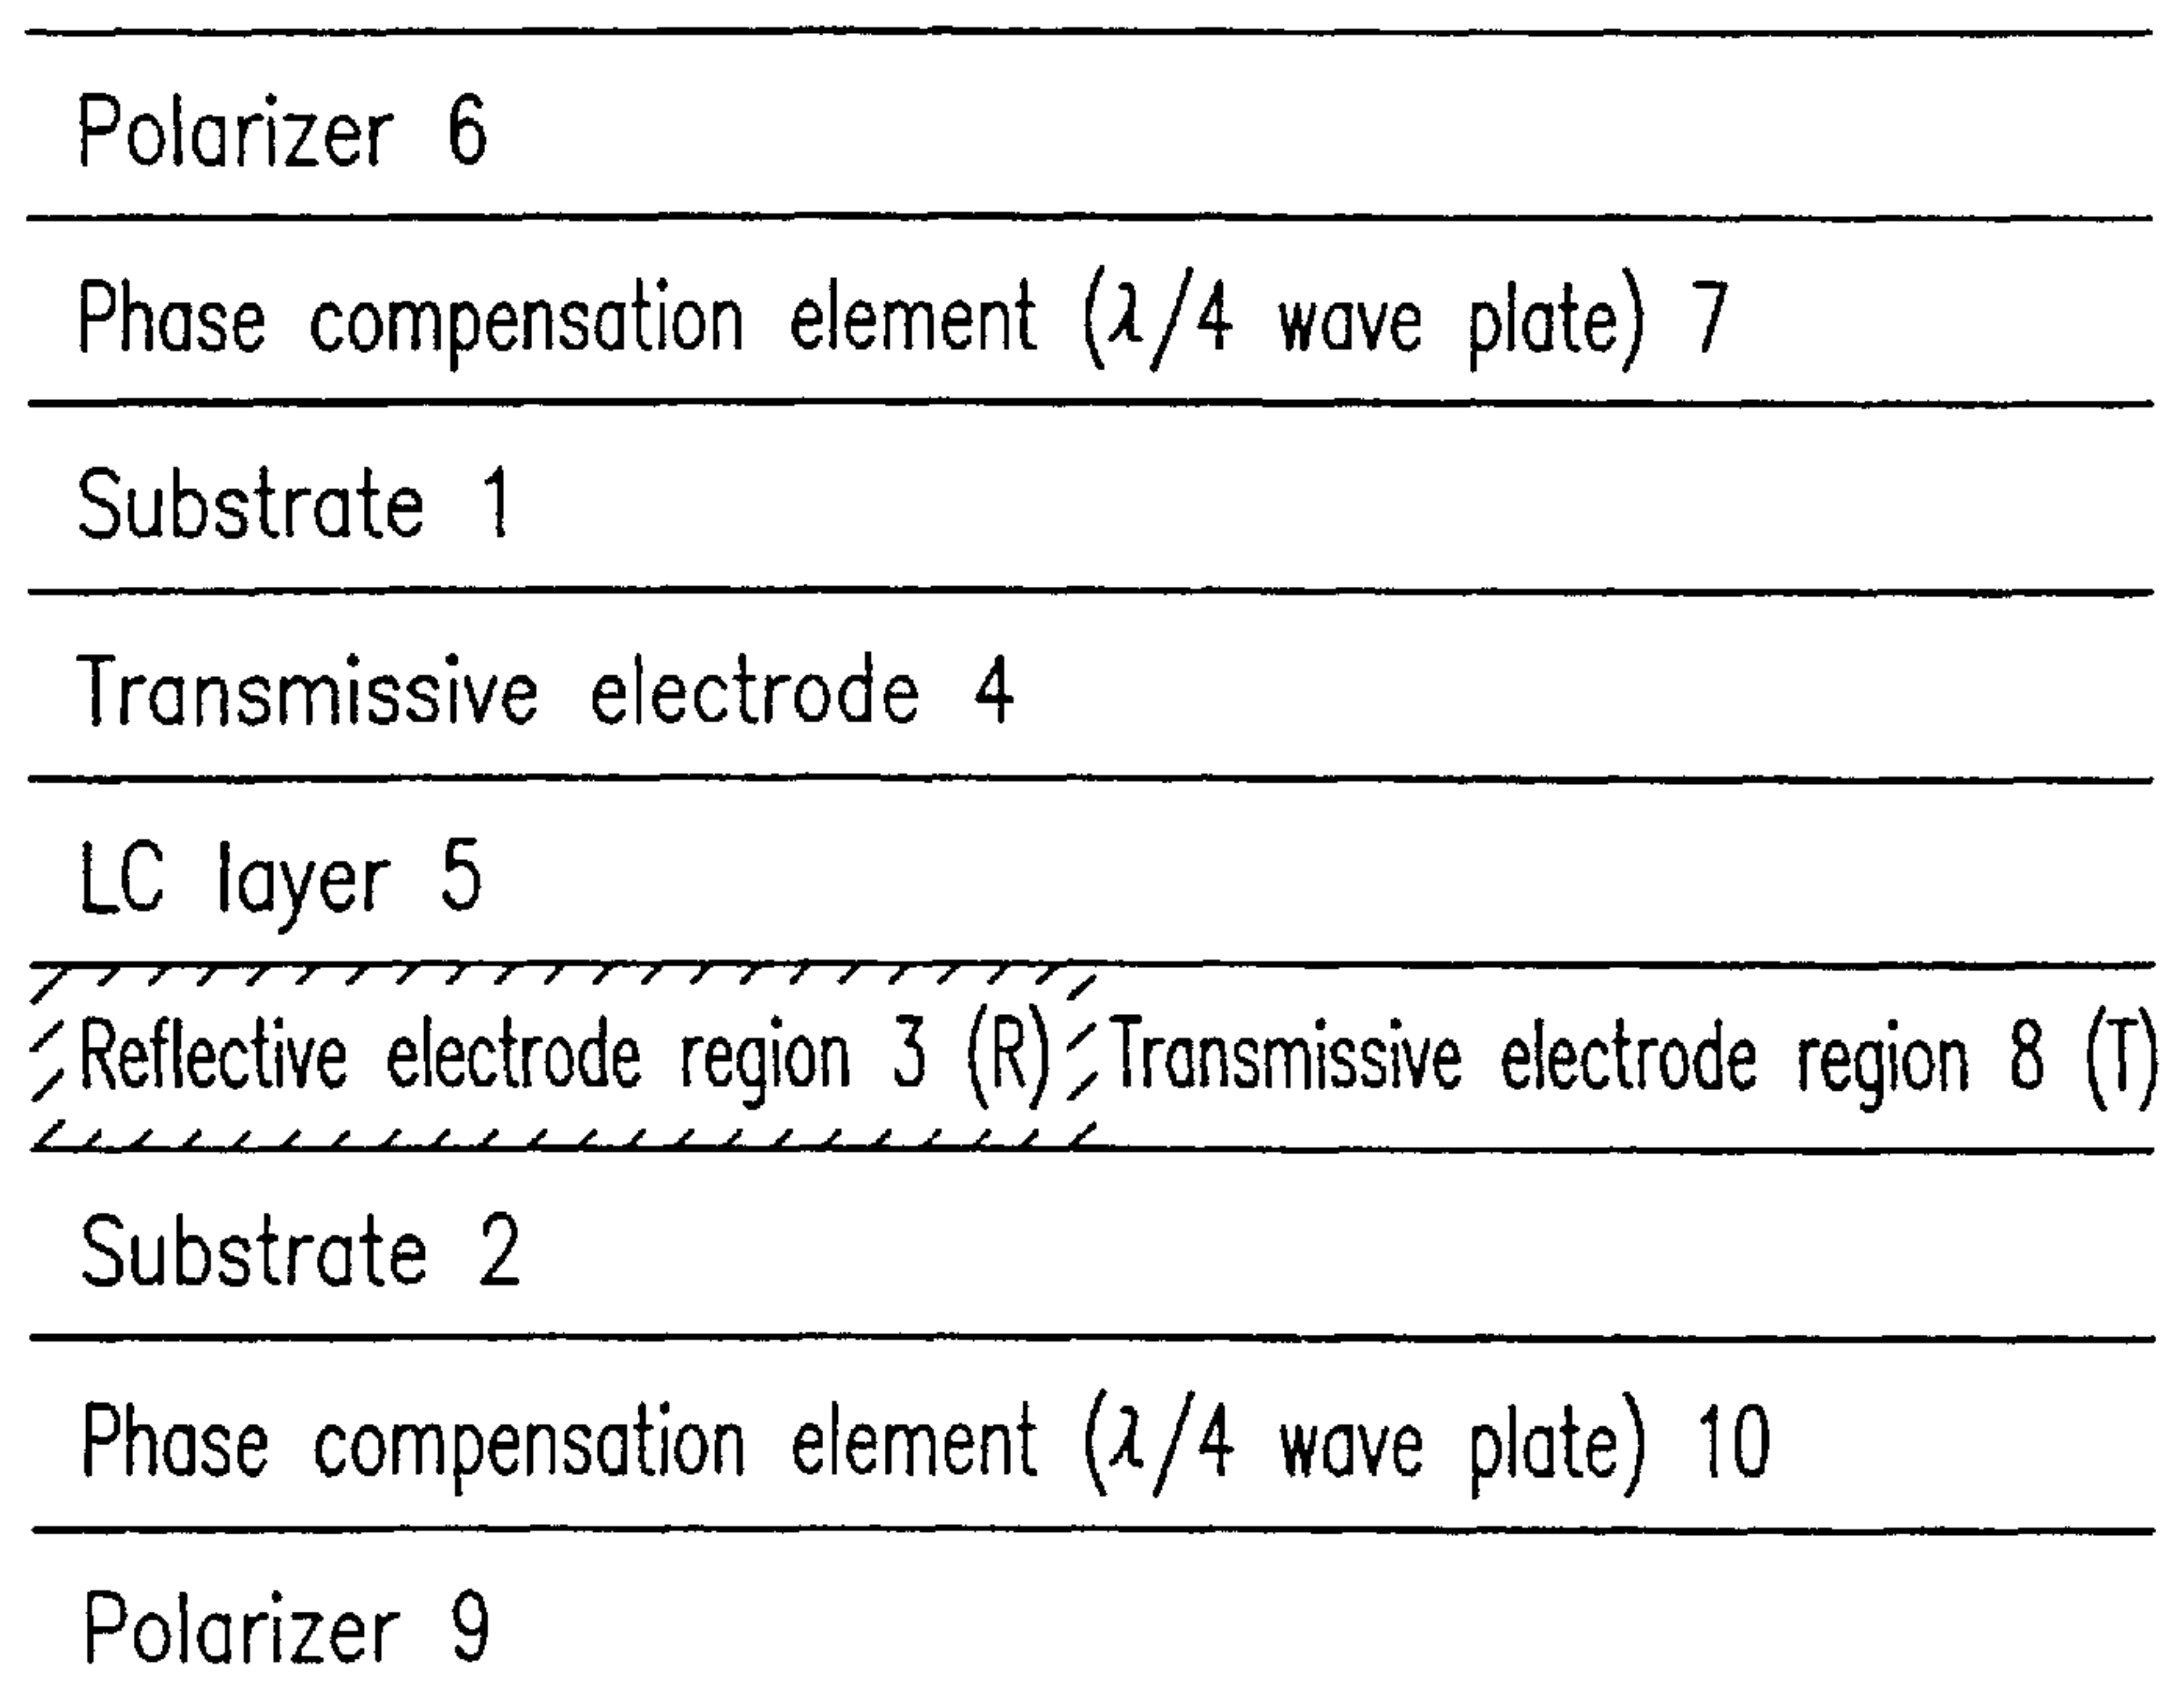 Polarizer 6
Phase compensation element (λ/4 wave plate) 7
Substrate 1
Transmissive electrode 4
LC layer 5
Reflective electrode region 3 (R) Transmissive electrode region 8 (T)
Substrate 2
Phase compensation element (λ/4 wave plate) 10
Polarizer 9